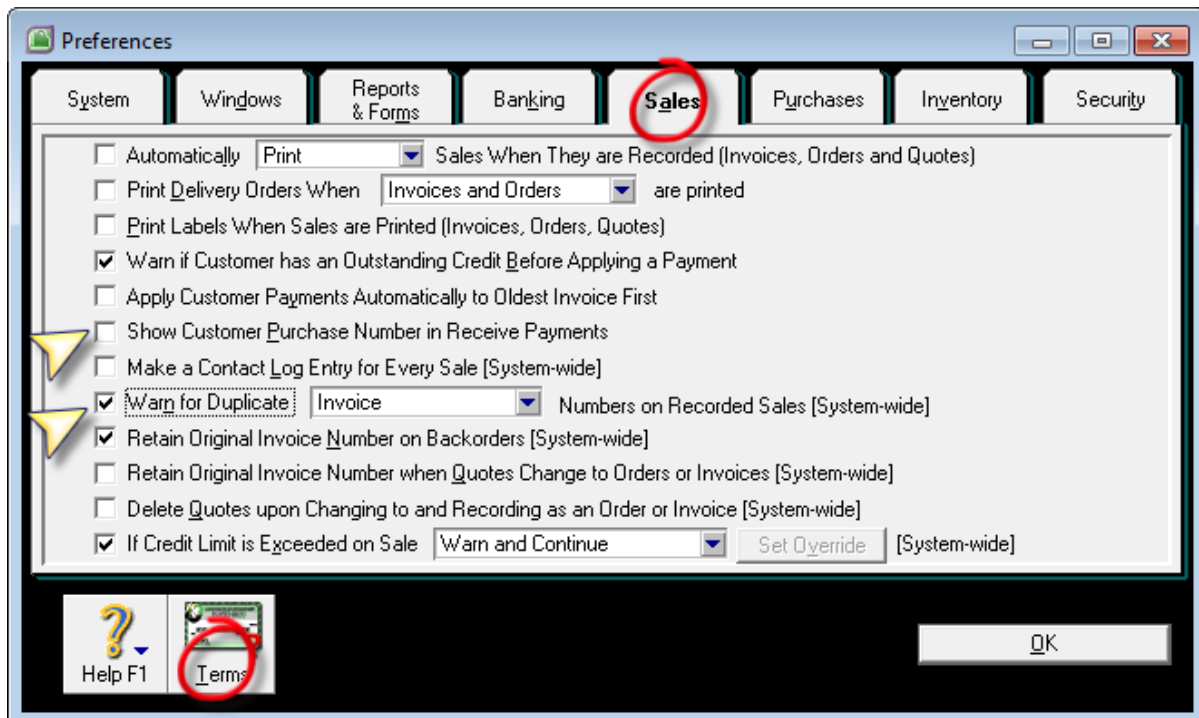 Preferences
System Windows Reports & Forms Banking Sales Purchases Inventory Security
Automatically Print Sales When They are Recorded (Invoices, Orders and Quotes)
Print Delivery Orders When Invoices and Orders are printed
Print Labels When Sales are Printed (Invoices, Orders, Quotes)
Warn if Customer has an Outstanding Credit Before Applying a Payment
Apply Customer Payments Automatically to Oldest Invoice First
Show Customer Purchase Number in Receive Payments
Make a Contact Log Entry for Every Sale [System-wide]
Warn for Duplicate Invoice Numbers on Recorded Sales [System-wide]
Retain Original Invoice Number on Backorders [System-wide]
Retain Original Invoice Number when Quotes Change to Orders or Invoices [System-wide]
Delete Quotes upon Changing to and Recording as an Order or Invoice [System-wide]
If Credit Limit is Exceeded on Sale Warn and Continue Set Override [System-wide]
Help F1 Terms OK